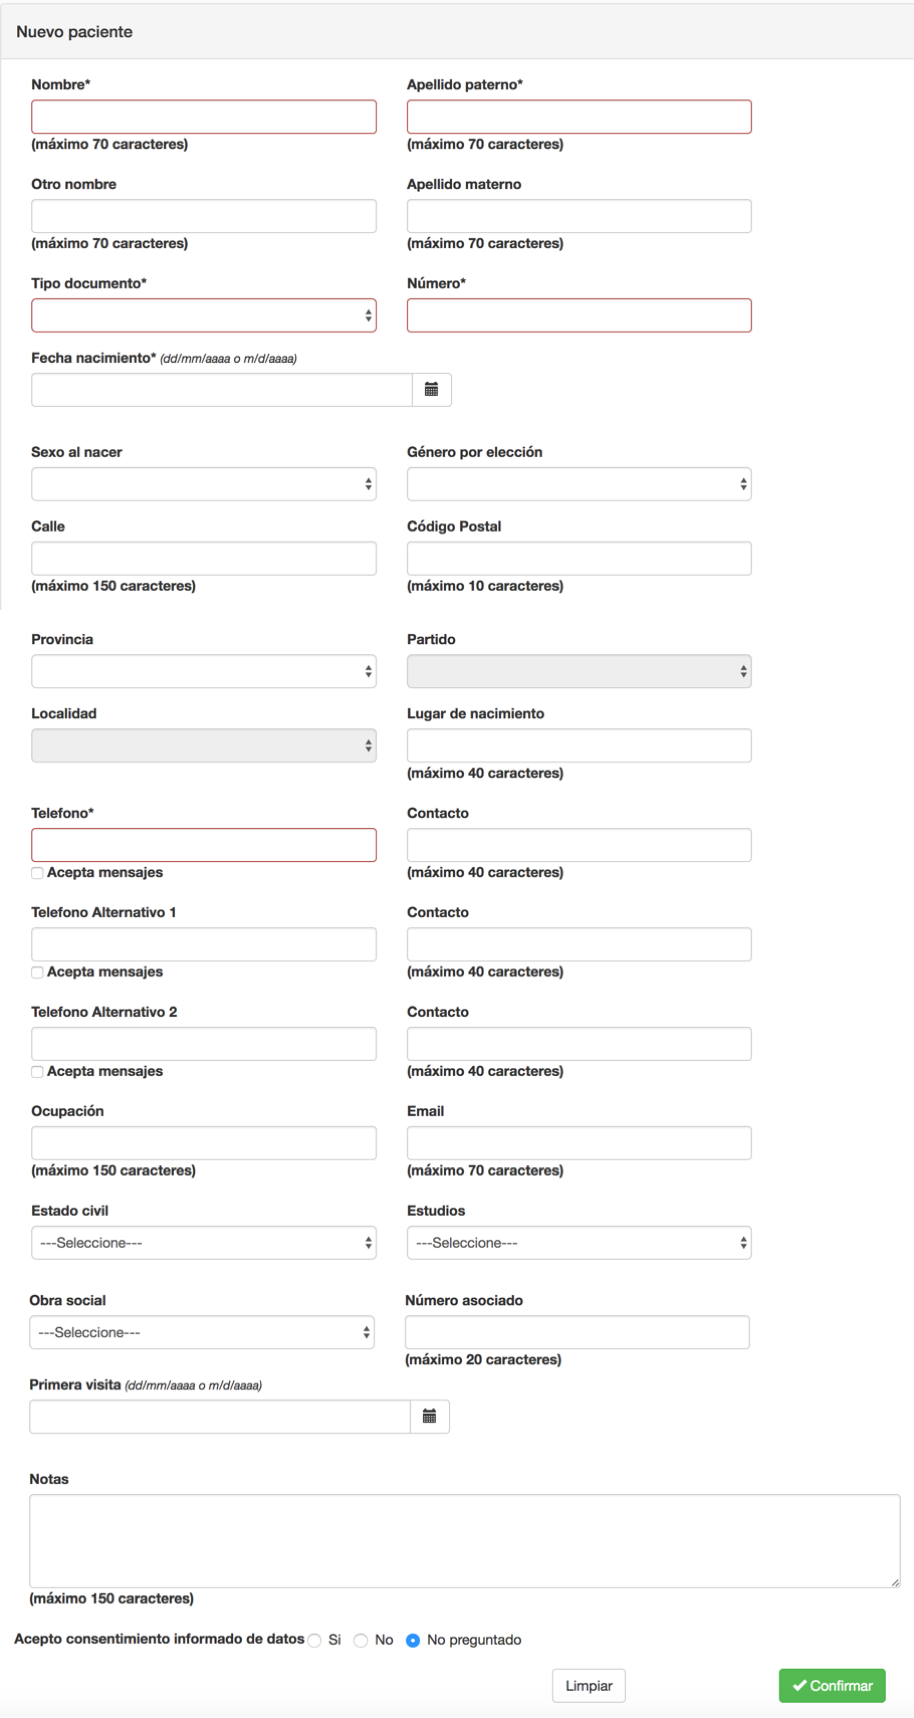 Nuevo paciente
Nombre* Apellido paterno*
(máximo 70 caracteres) (máximo 70 caracteres)
Otro nombre Apellido materno
(máximo 70 caracteres) (máximo 70 caracteres)
Tipo documento* Número*
Fecha nacimiento* (dd/mm/aaaa o m/d/aaaa)
Sexo al nacer Género por elección
Calle Código Postal
(máximo 150 caracteres) (máximo 10 caracteres)
Provincia Partido
Localidad Lugar de nacimiento
(máximo 40 caracteres)
Telefono* Contacto
Acepta mensajes (máximo 40 caracteres)
Telefono Alternativo 1 Contacto
Acepta mensajes (máximo 40 caracteres)
Telefono Alternativo 2 Contacto
Acepta mensajes (máximo 40 caracteres)
Ocupación Email
(máximo 150 caracteres) (máximo 70 caracteres)
Estado civil Estudios
---Seleccione--- ---Seleccione---
Obra social Número asociado
---Seleccione---
(máximo 20 caracteres)
Primera visita (dd/mm/aaaa o m/d/aaaa)
Notas
(máximo 150 caracteres)
Acepto consentimiento informado de datos Si No No preguntado
Limpiar Confirmar